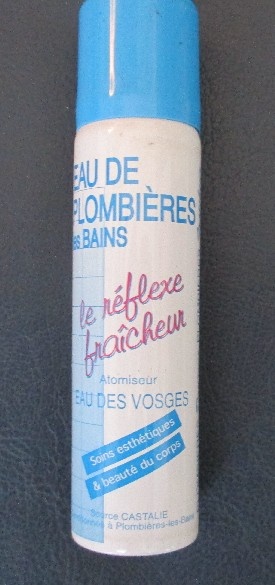 EAU DE
PLOMBIÈRES
les BAINS
le réflexe
fraîcheur
Atomiseur
EAU DES VOSGES
Soins esthétiques
& beauté du corps
Source CASTALIE
à Plombières-les-Bains